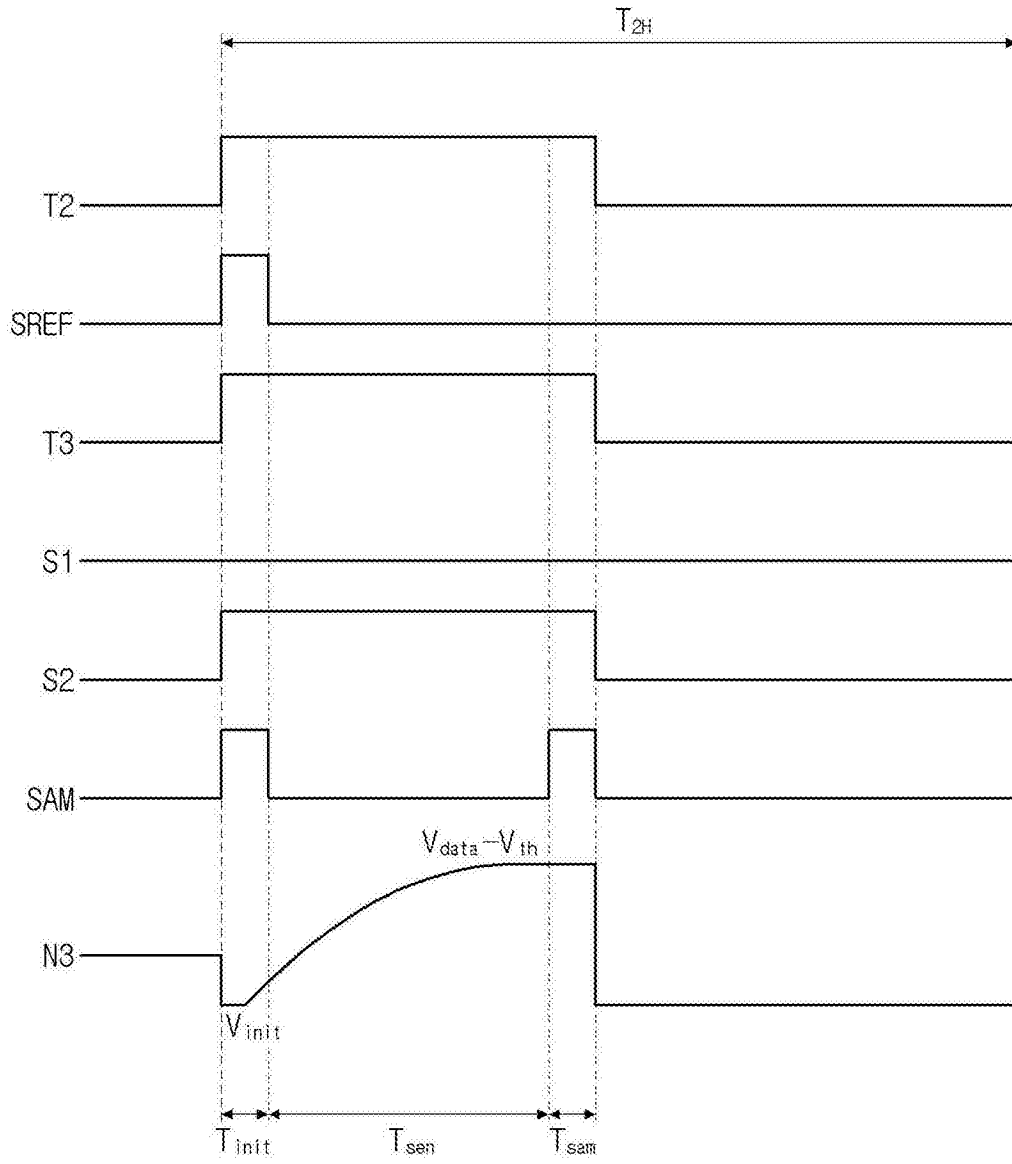 T2H
T2
SREF
T3
S1
S2
SAM
Vdata-Vth
N3
Vinit
Tinit Tsen Tsam